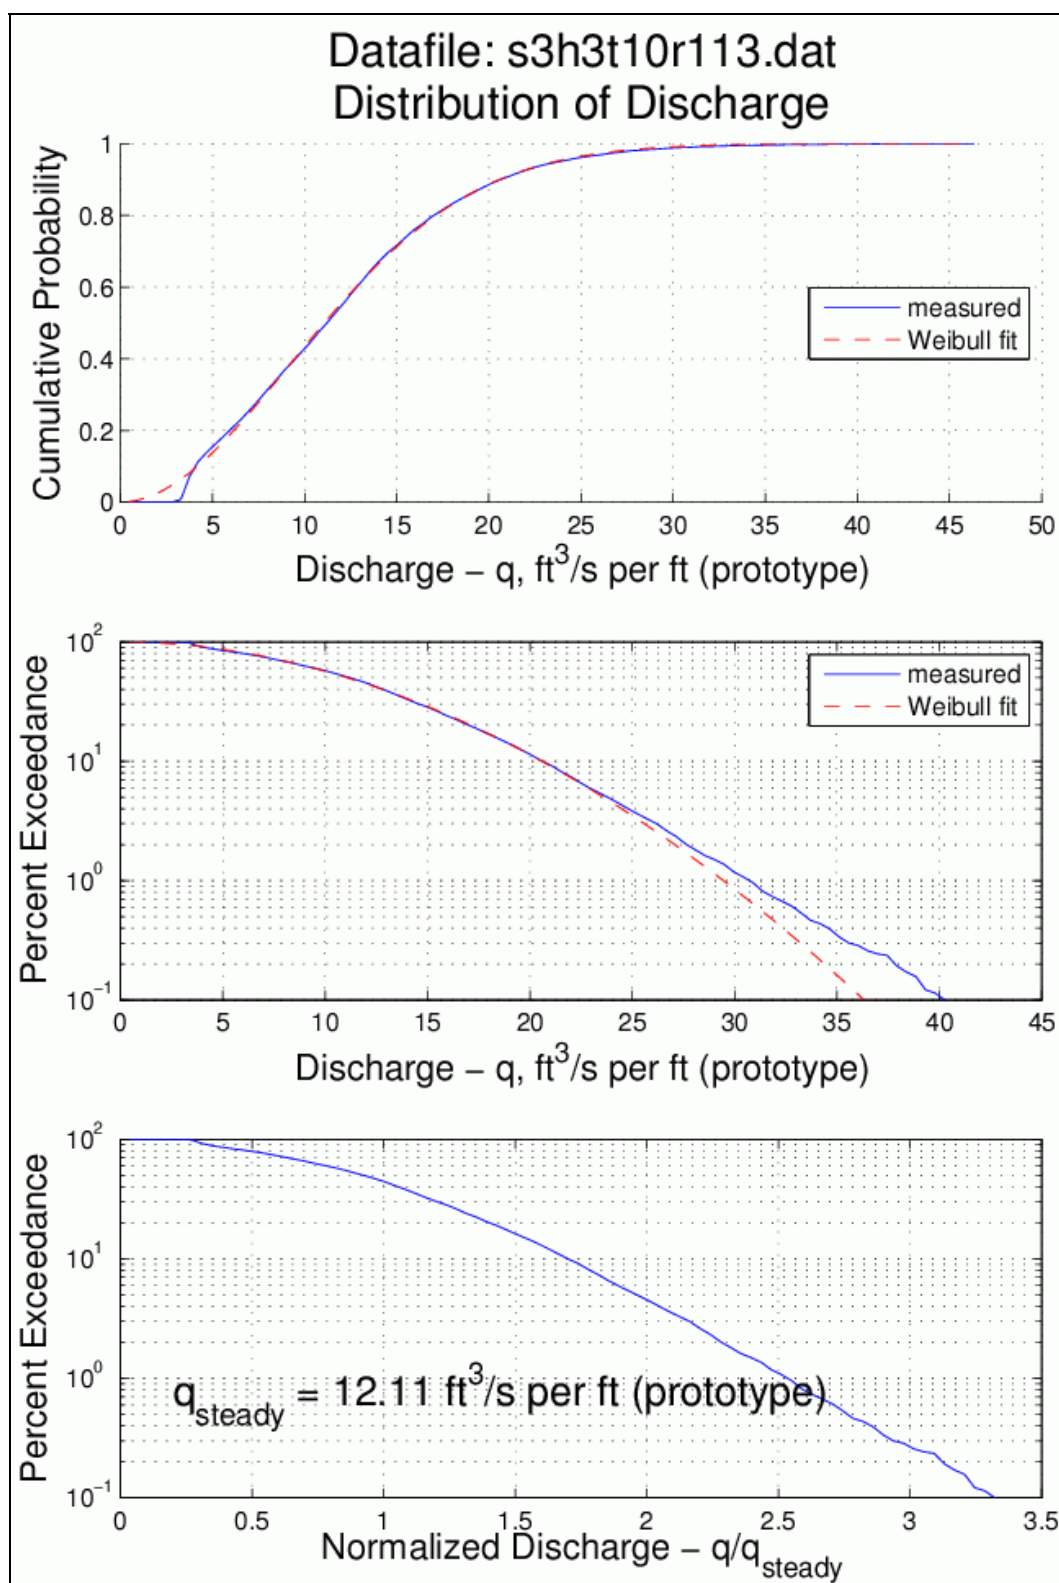 Datafile: s3h3t10r113.dat
Distribution of Discharge
Cumulative Probability
1
0.8
0.6
0.4
0.2
0
0 5 10 15 20 25 30 35 40 45 50
measured
Weibull fit
Discharge – q, ft³/s per ft (prototype)
Percent Exceedance
10²
10¹
10⁰
10⁻¹
0 5 10 15 20 25 30 35 40 45
measured
Weibull fit
Discharge – q, ft³/s per ft (prototype)
Percent Exceedance
10²
10¹
10⁰
10⁻¹
q_steady = 12.11 ft³/s per ft (prototype)
0 0.5 1 1.5 2 2.5 3 3.5
Normalized Discharge – q/q_steady